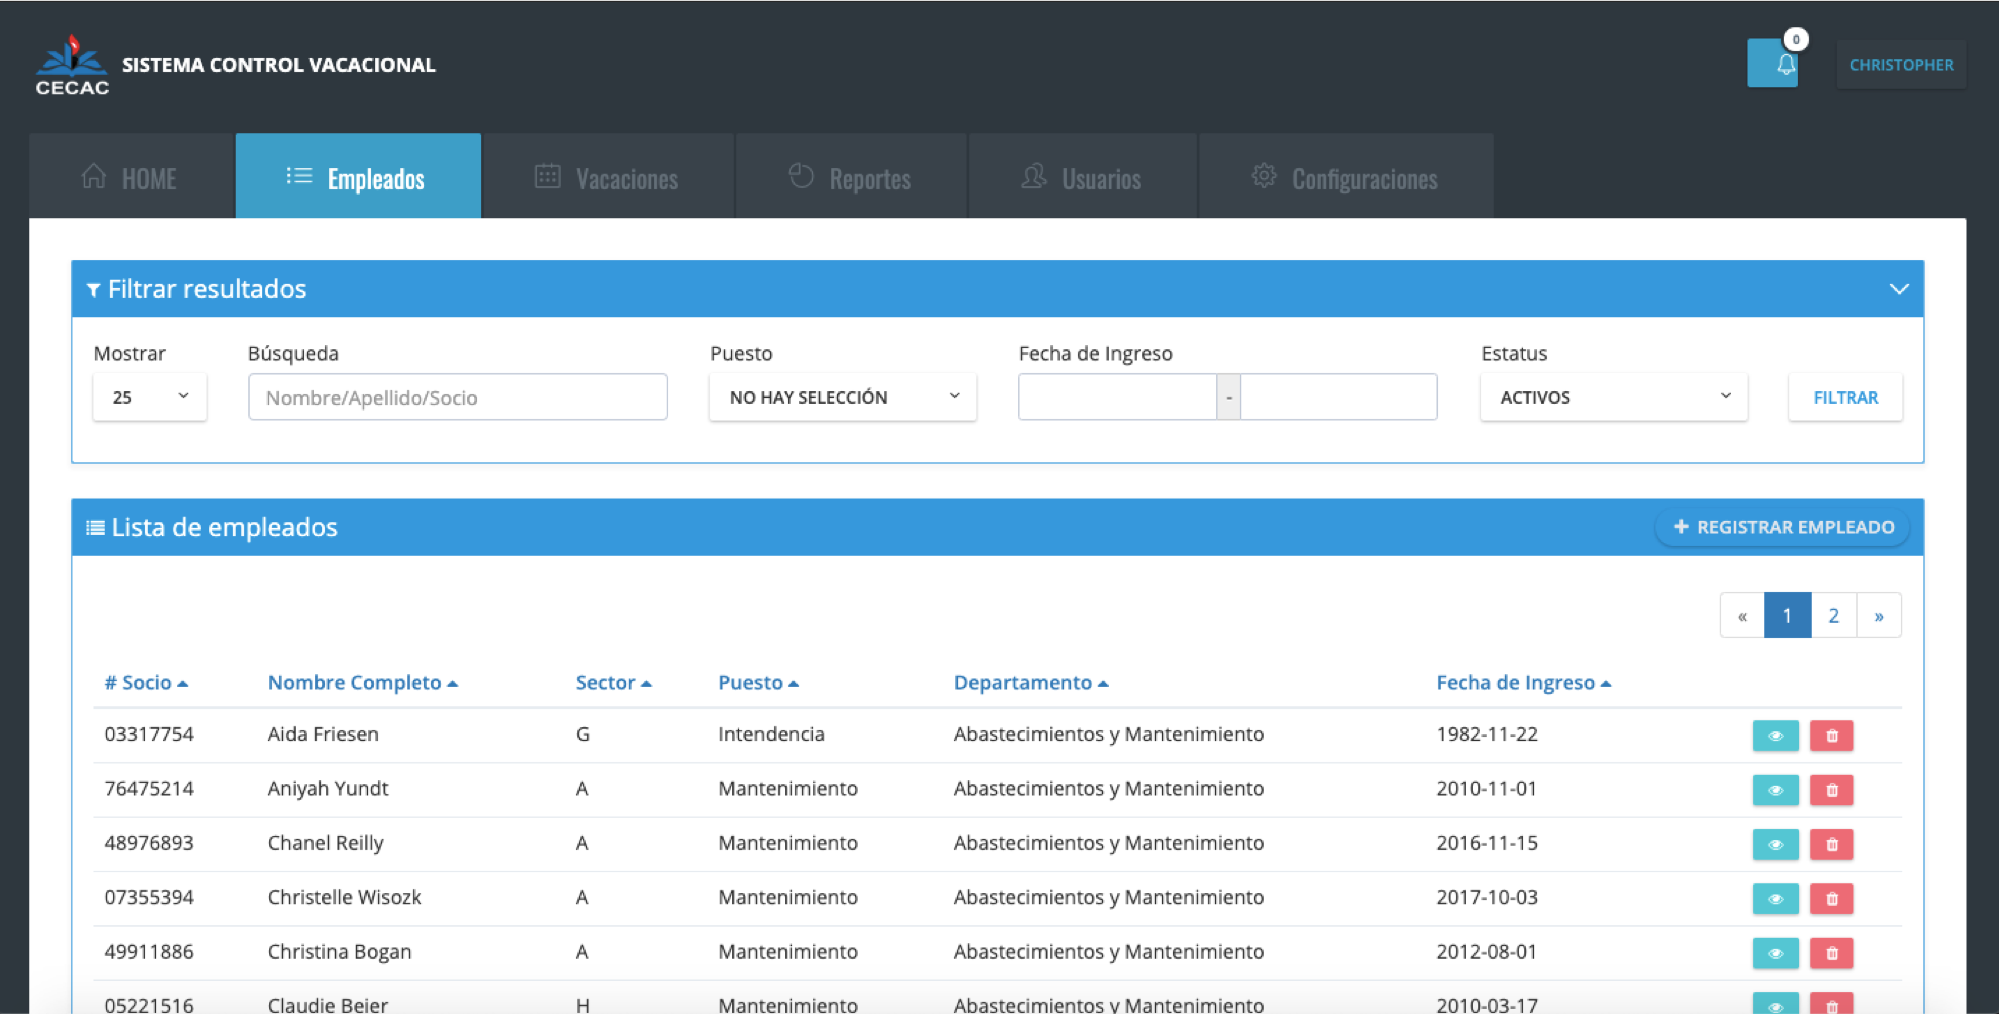 CECAC
SISTEMA CONTROL VACACIONAL
0
CHRISTOPHER
HOME
Empleados
Vacaciones
Reportes
Usuarios
Configuraciones
Filtrar resultados
Mostrar
Búsqueda
Puesto
Fecha de Ingreso
Estatus
25
Nombre/Apellido/Socio
NO HAY SELECCIÓN
-
ACTIVOS
FILTRAR
Lista de empleados
+ REGISTRAR EMPLEADO
« 1 2 »
# Socio Nombre Completo Sector Puesto Departamento Fecha de Ingreso
03317754 Aida Friesen G Intendencia Abastecimientos y Mantenimiento 1982-11-22
76475214 Aniyah Yundt A Mantenimiento Abastecimientos y Mantenimiento 2010-11-01
48976893 Chanel Reilly A Mantenimiento Abastecimientos y Mantenimiento 2016-11-15
07355394 Christelle Wisozk A Mantenimiento Abastecimientos y Mantenimiento 2017-10-03
49911886 Christina Bogan A Mantenimiento Abastecimientos y Mantenimiento 2012-08-01
05221516 Claudie Beier H Mantenimiento Abastecimientos y Mantenimiento 2010-03-17